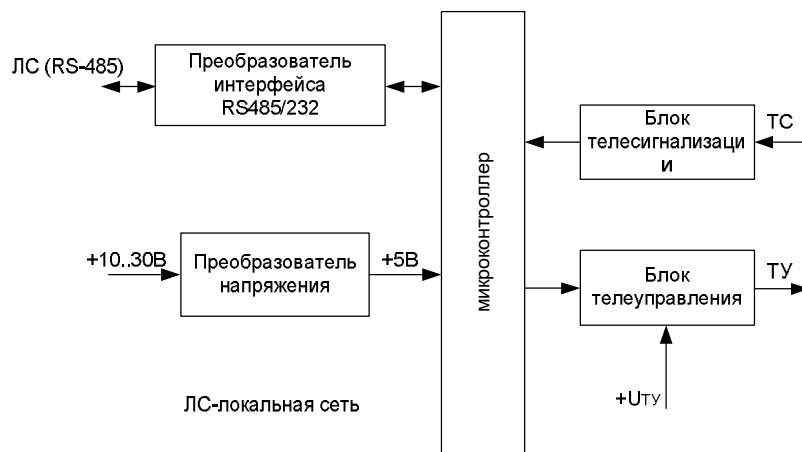 ЛС (RS-485)
Преобразователь
интерфейса
RS485/232
микроконтроллер
Блок
телесигнализаци
и
ТС
+10..30В
Преобразователь
напряжения
+5В
Блок
телеуправления
ТУ
+UТУ
ЛС-локальная сеть